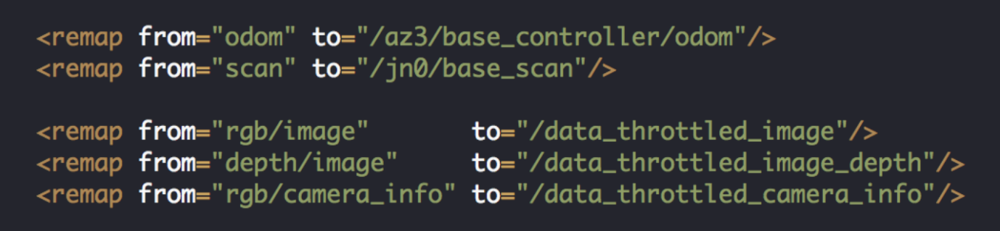 <remap from="odom" to="/az3/base_controller/odom"/>
<remap from="scan" to="/jn0/base_scan"/>
<remap from="rgb/image" to="/data_throttled_image"/>
<remap from="depth/image" to="/data_throttled_image_depth"/>
<remap from="rgb/camera_info" to="/data_throttled_camera_info"/>